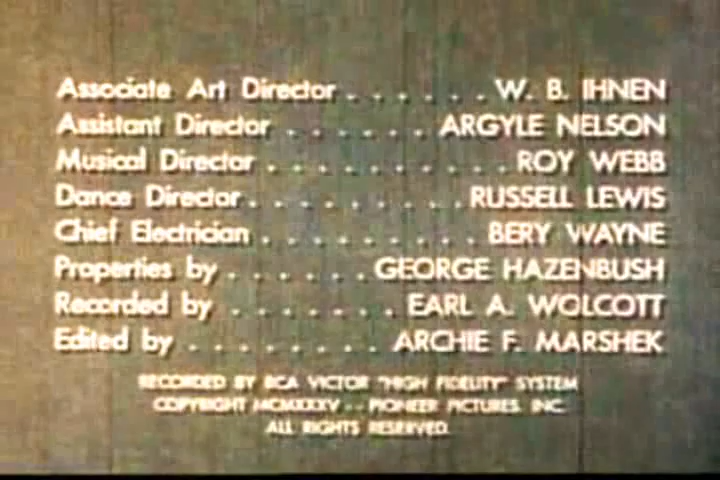 Associate Art Director . . . . . . W. B. IHNEN
Assistant Director . . . . . . ARGYLE NELSON
Musical Director . . . . . . . . . . ROY WEBB
Dance Director . . . . . . . . . RUSSELL LEWIS
Chief Electrician . . . . . . . . . BERY WAYNE
Properties by . . . . . . GEORGE HAZENBUSH
Recorded by . . . . . . . EARL A. WOLCOTT
Edited by . . . . . . . . ARCHIE F. MARSHEK
RECORDED BY RCA VICTOR "HIGH FIDELITY" SYSTEM
COPYRIGHT MCMXXXV -- PIONEER PICTURES. INC.
ALL RIGHTS RESERVED.